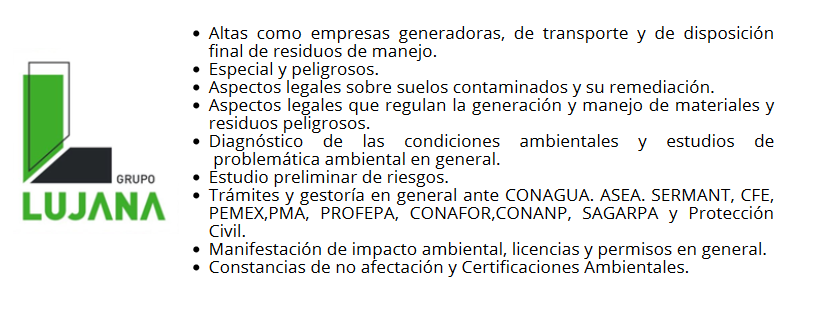 GRUPO
LUJANA
• Altas como empresas generadoras, de transporte y de disposición
final de residuos de manejo.
• Especial y peligrosos.
• Aspectos legales sobre suelos contaminados y su remediación.
• Aspectos legales que regulan la generación y manejo de materiales y
residuos peligrosos.
• Diagnóstico de las condiciones ambientales y estudios de
problemática ambiental en general.
• Estudio preliminar de riesgos.
• Trámites y gestoría en general ante CONAGUA. ASEA. SERMANT, CFE,
PEMEX,PMA, PROFEPA, CONAFOR,CONANP, SAGARPA y Protección
Civil.
• Manifestación de impacto ambiental, licencias y permisos en general.
• Constancias de no afectación y Certificaciones Ambientales.